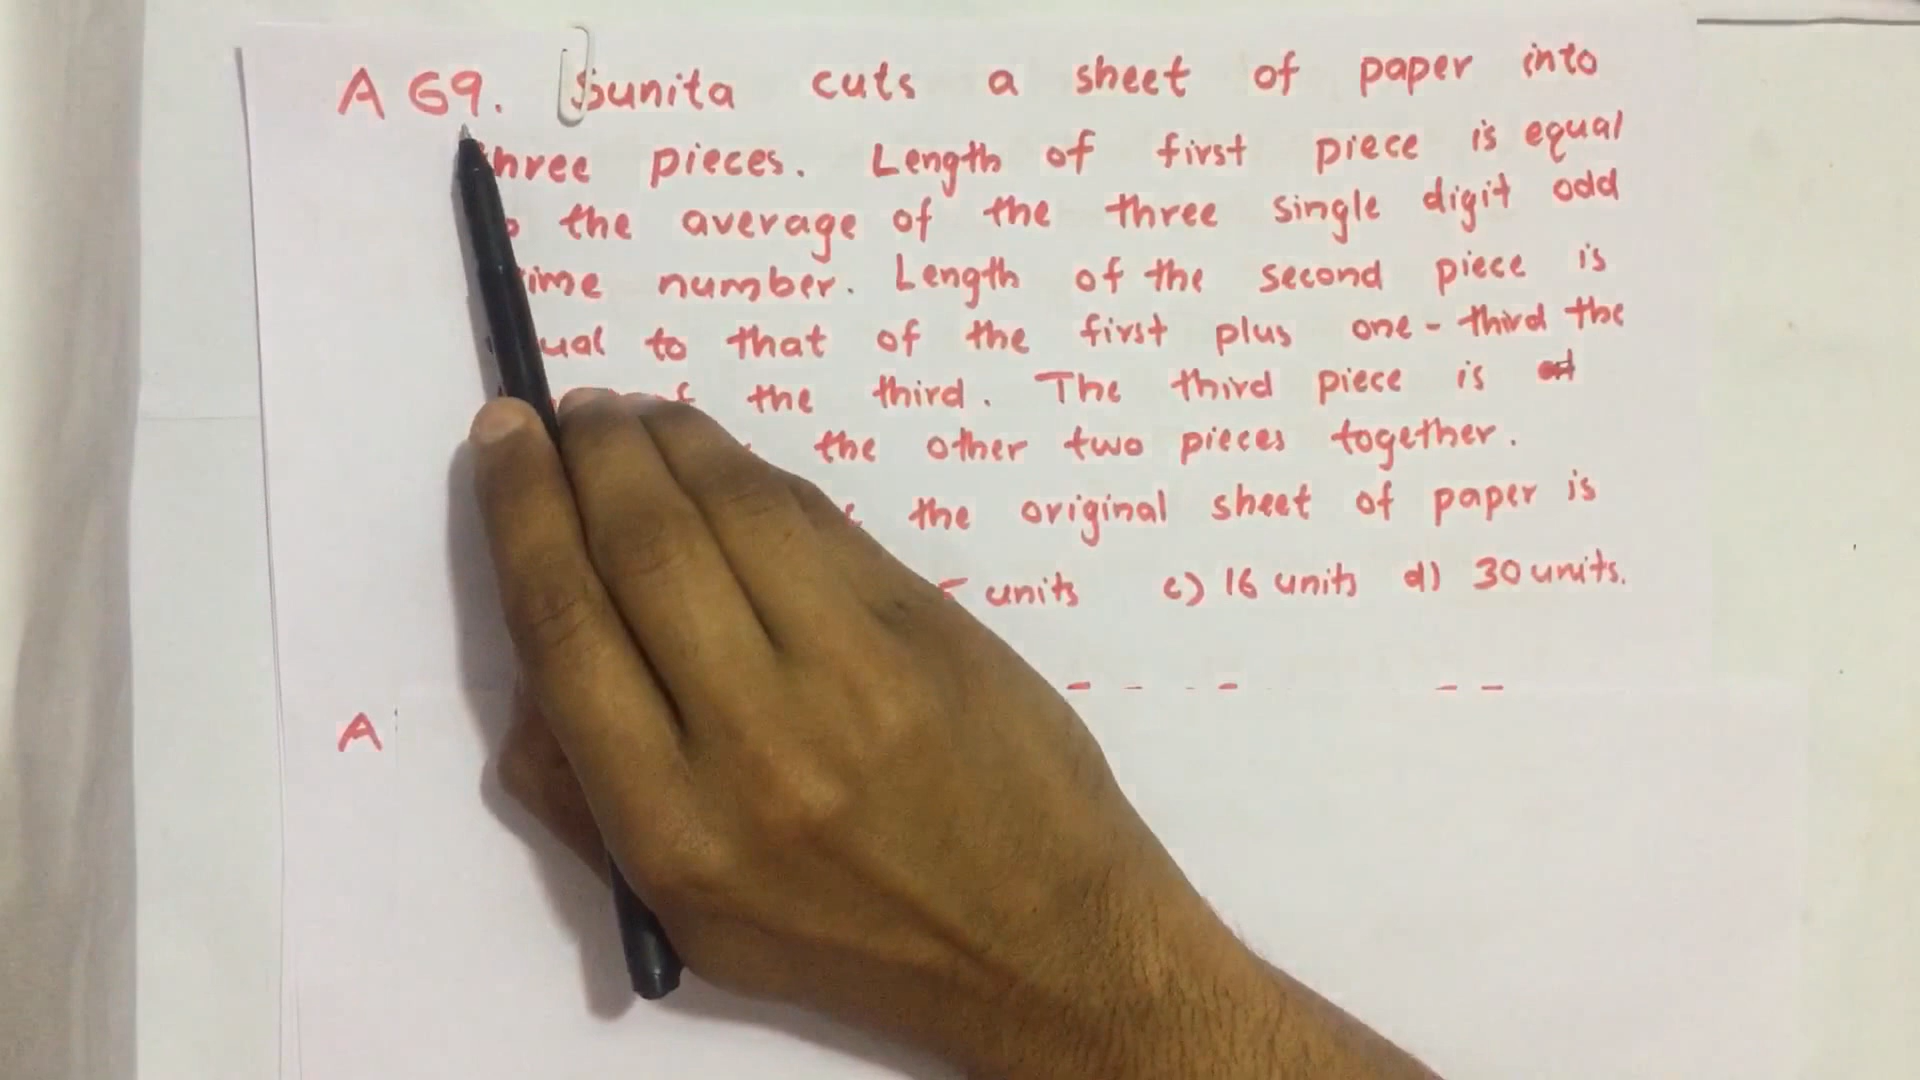 A 69. Sunita cuts a sheet of paper into
three pieces. Length of first piece is equal
the average of the three single digit odd
number. Length of the second piece is
to that of the first plus one-third the
the third. The third piece is
the other two pieces together.
the original sheet of paper is
units c) 16 units d) 30 units.
A